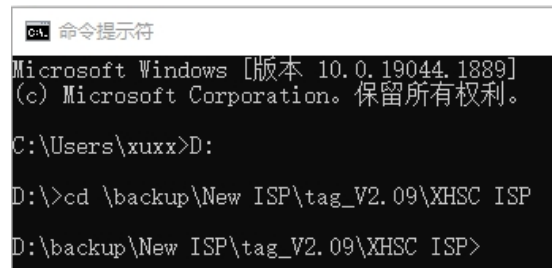 命令提示符
Microsoft Windows [版本 10.0.19044.1889]
(c) Microsoft Corporation。保留所有权利。
C:\Users\xuxx>D:
D:\>cd \backup\New ISP\tag_V2.09\XHSC ISP
D:\backup\New ISP\tag_V2.09\XHSC ISP>